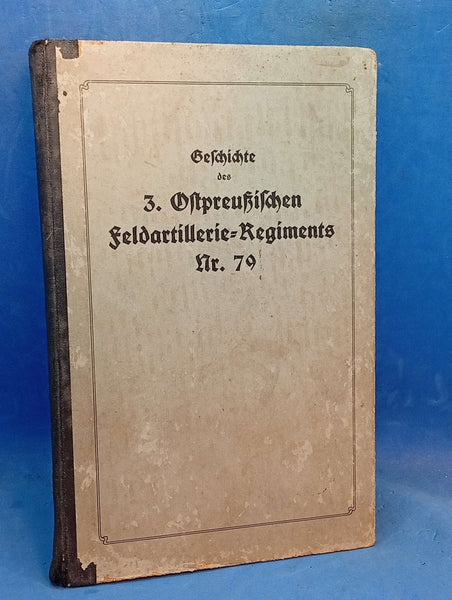 Geschichte
des
3. Ostpreußischen
Feldartillerie-Regiments
Nr. 79